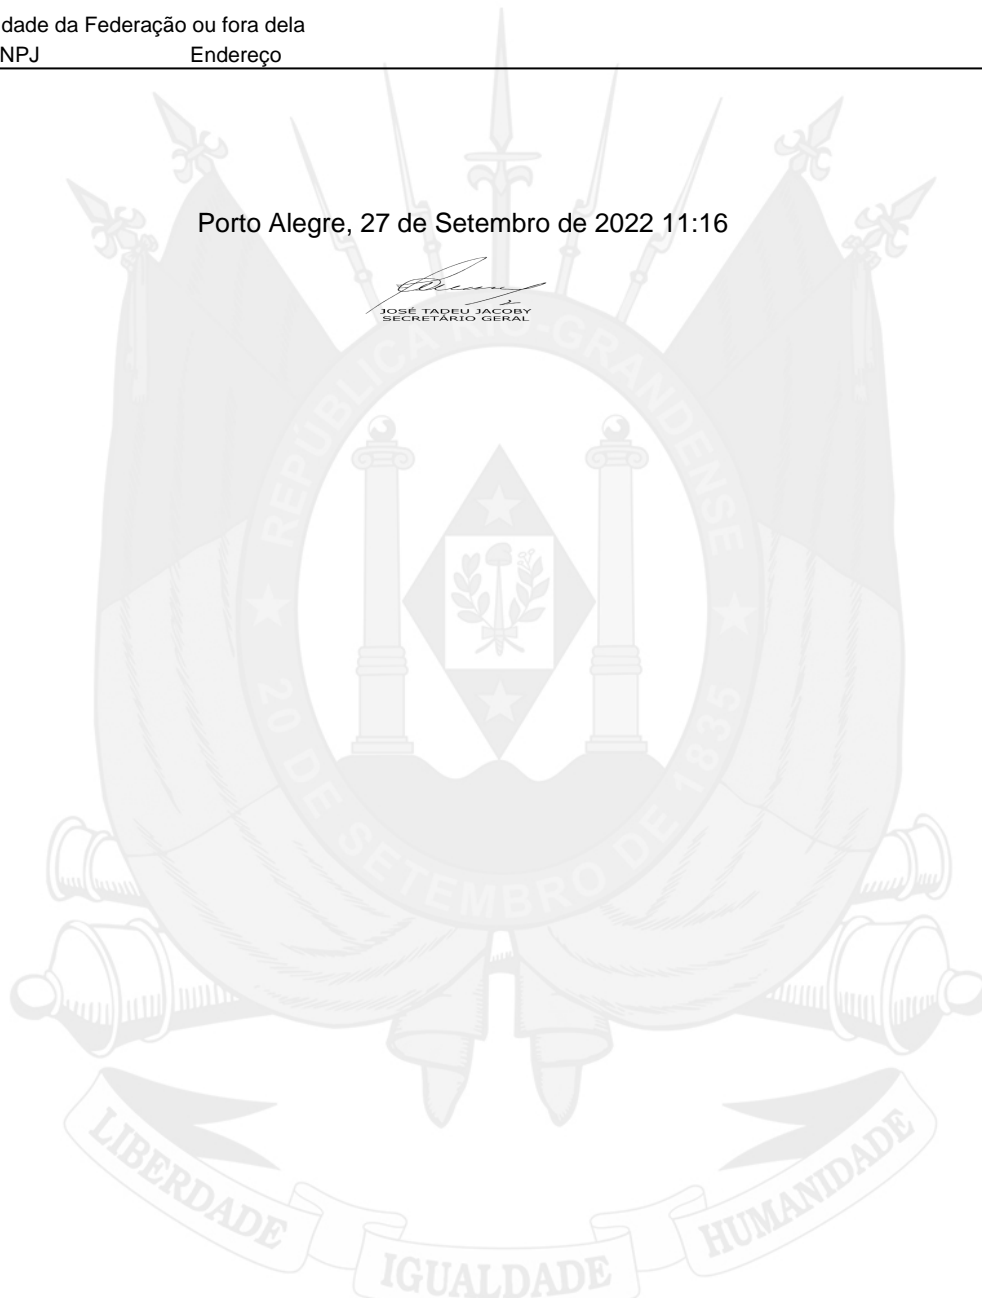 dade da Federação ou fora dela
NPJ Endereço
Porto Alegre, 27 de Setembro de 2022 11:16
JOSÉ TADEU JACOBY
SECRETÁRIO GERAL
REPÚBLICA RIO-GRANDENSE
20 DE SETEMBRO DE 1835
LIBERDADE
IGUALDADE
HUMANIDADE